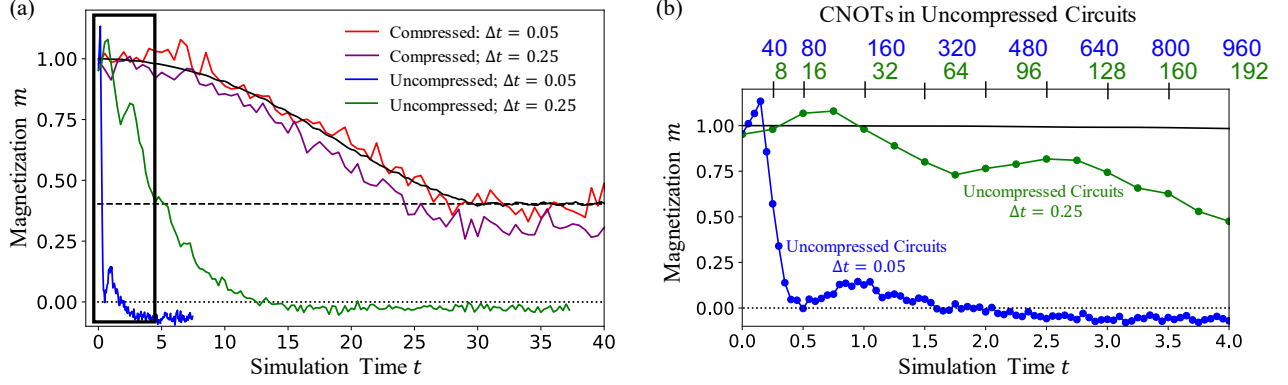 (a)
Compressed; Δt = 0.05
Compressed; Δt = 0.25
Uncompressed; Δt = 0.05
Uncompressed; Δt = 0.25
Magnetization m
1.00
0.75
0.25
0.00
0 5 10 15 20 25 30 35 40
Simulation Time t
(b)
CNOTs in Uncompressed Circuits
40 80 160 320 480 640 800 960
8 16 32 64 96 128 160 192
Magnetization m
1.00
0.75
0.50
0.25
0.00
Uncompressed Circuits
Δt = 0.25
Uncompressed Circuits
Δt = 0.05
0.0 0.5 1.0 1.5 2.0 2.5 3.0 3.5 4.0
Simulation Time t